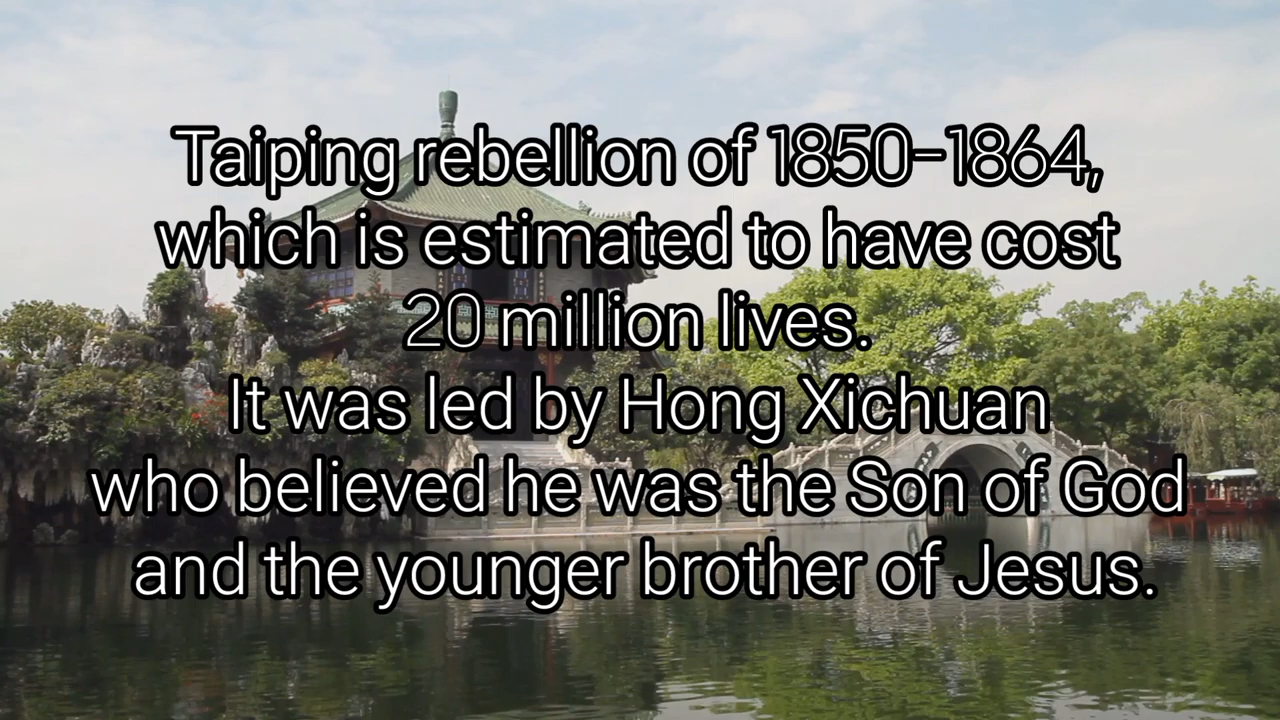 Taiping rebellion of 1850-1864,
which is estimated to have cost
20 million lives.
It was led by Hong Xichuan
who believed he was the Son of God
and the younger brother of Jesus.